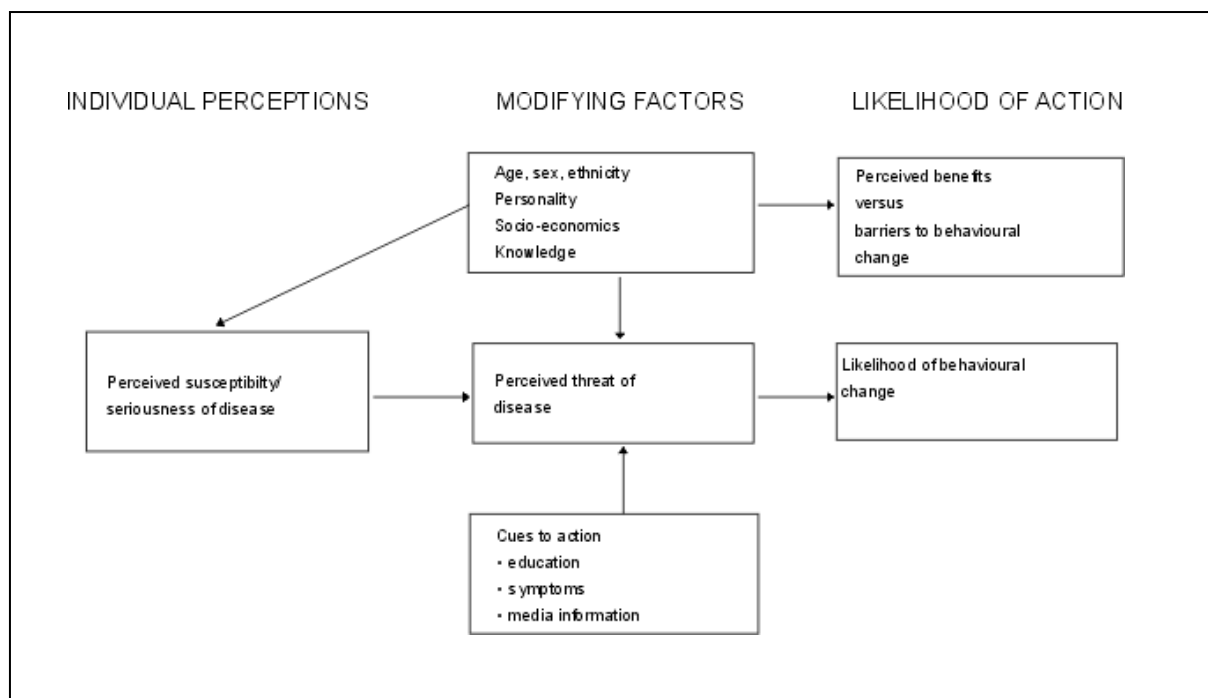 INDIVIDUAL PERCEPTIONS
MODIFYING FACTORS
LIKELIHOOD OF ACTION
Age, sex, ethnicity
Personality
Socio-economics
Knowledge
Perceived benefits
versus
barriers to behavioural
change
Perceived susceptibilty/
seriousness of disease
Perceived threat of
disease
Likelihood of behavioural
change
Cues to action
• education
• symptoms
• media information